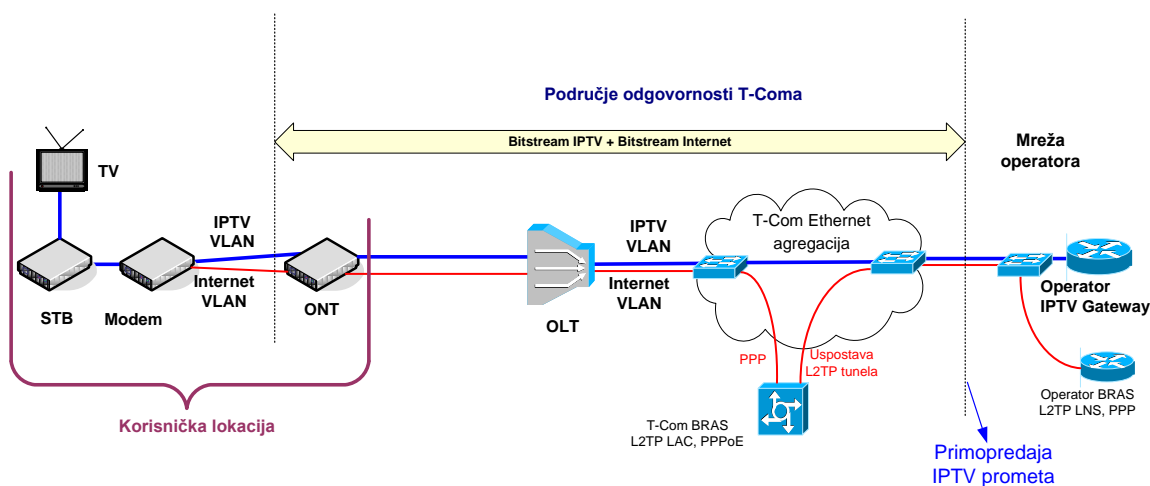 Područje odgovornosti T-Coma
Bitstream IPTV + Bitstream Internet
Mreža
operatora
TV
IPTV
VLAN
Internet
VLAN
STB
Modem
ONT
OLT
IPTV
VLAN
Internet
VLAN
T-Com Ethernet
agregacija
Operator
IPTV Gateway
PPP
Uspostava
L2TP tunela
T-Com BRAS
L2TP LAC, PPPoE
Operator BRAS
L2TP LNS, PPP
Korisnička lokacija
Primopredaja
IPTV prometa